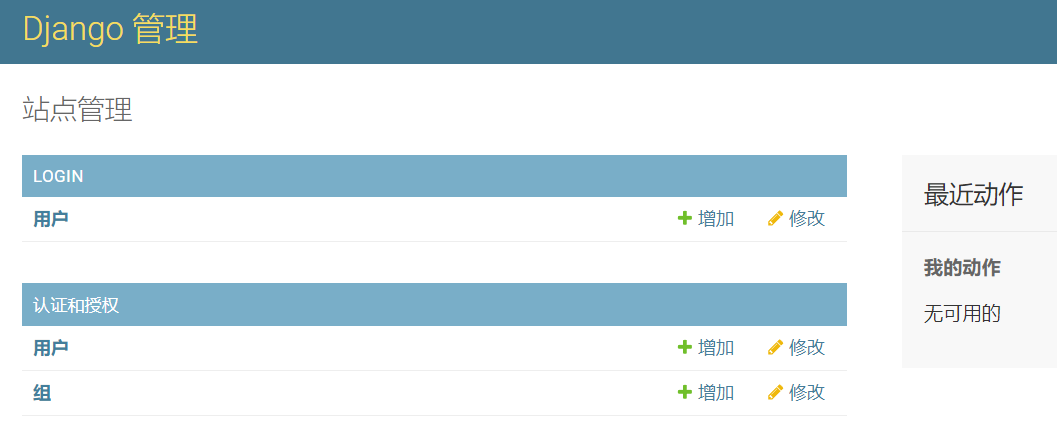 Django 管理
站点管理
LOGIN
用户 增加 修改
认证和授权
用户 增加 修改
组 增加 修改
最近动作
我的动作
无可用的